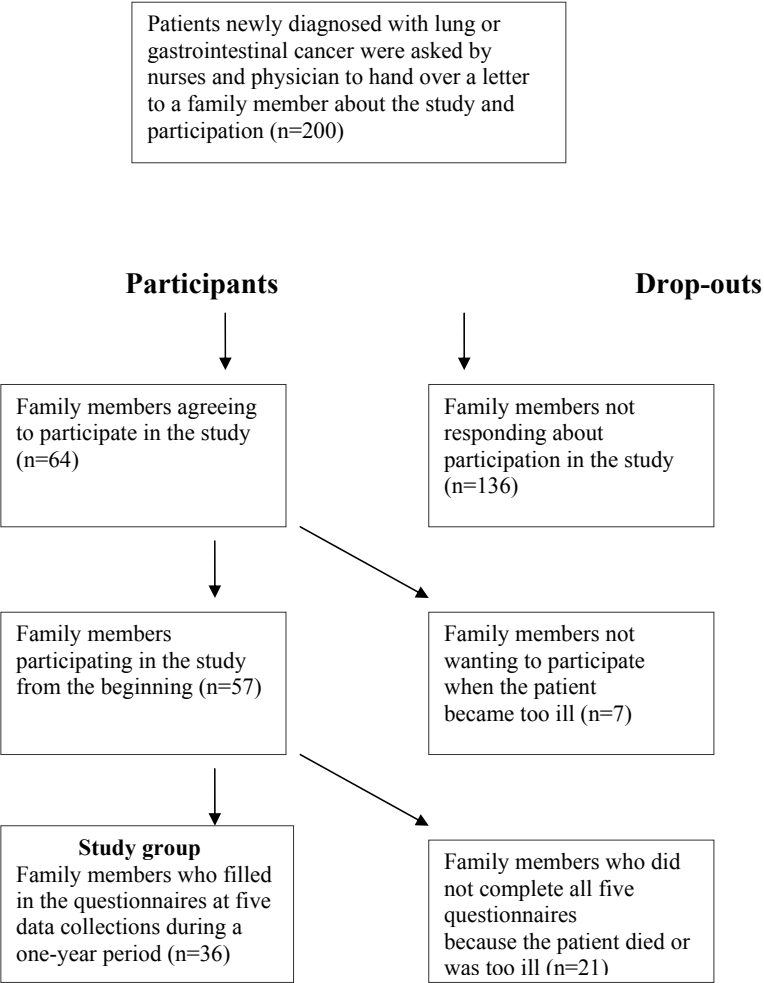 Patients newly diagnosed with lung or
gastrointestinal cancer were asked by
nurses and physician to hand over a letter
to a family member about the study and
participation (n=200)
Participants
Drop-outs
Family members agreeing
to participate in the study
(n=64)
Family members not
responding about
participation in the study
(n=136)
Family members
participating in the study
from the beginning (n=57)
Family members not
wanting to participate
when the patient
became too ill (n=7)
Study group
Family members who filled
in the questionnaires at five
data collections during a
one-year period (n=36)
Family members who did
not complete all five
questionnaires
because the patient died or
was too ill (n=21)